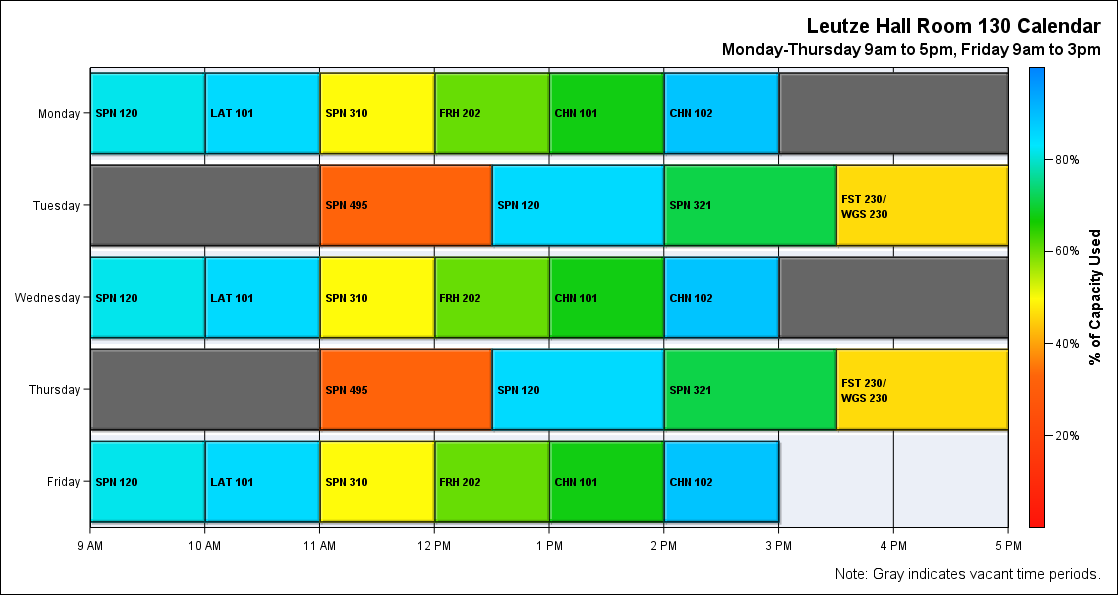 Leutze Hall Room 130 Calendar
Monday-Thursday 9am to 5pm, Friday 9am to 3pm
Monday
SPN 120
LAT 101
SPN 310
FRH 202
CHN 101
CHN 102
Tuesday
SPN 495
SPN 120
SPN 321
FST 230/
WGS 230
Wednesday
SPN 120
LAT 101
SPN 310
FRH 202
CHN 101
CHN 102
Thursday
SPN 495
SPN 120
SPN 321
FST 230/
WGS 230
Friday
SPN 120
LAT 101
SPN 310
FRH 202
CHN 101
CHN 102
9 AM
10 AM
11 AM
12 PM
1 PM
2 PM
3 PM
4 PM
5 PM
80%
60%
40%
20%
% of Capacity Used
Note: Gray indicates vacant time periods.